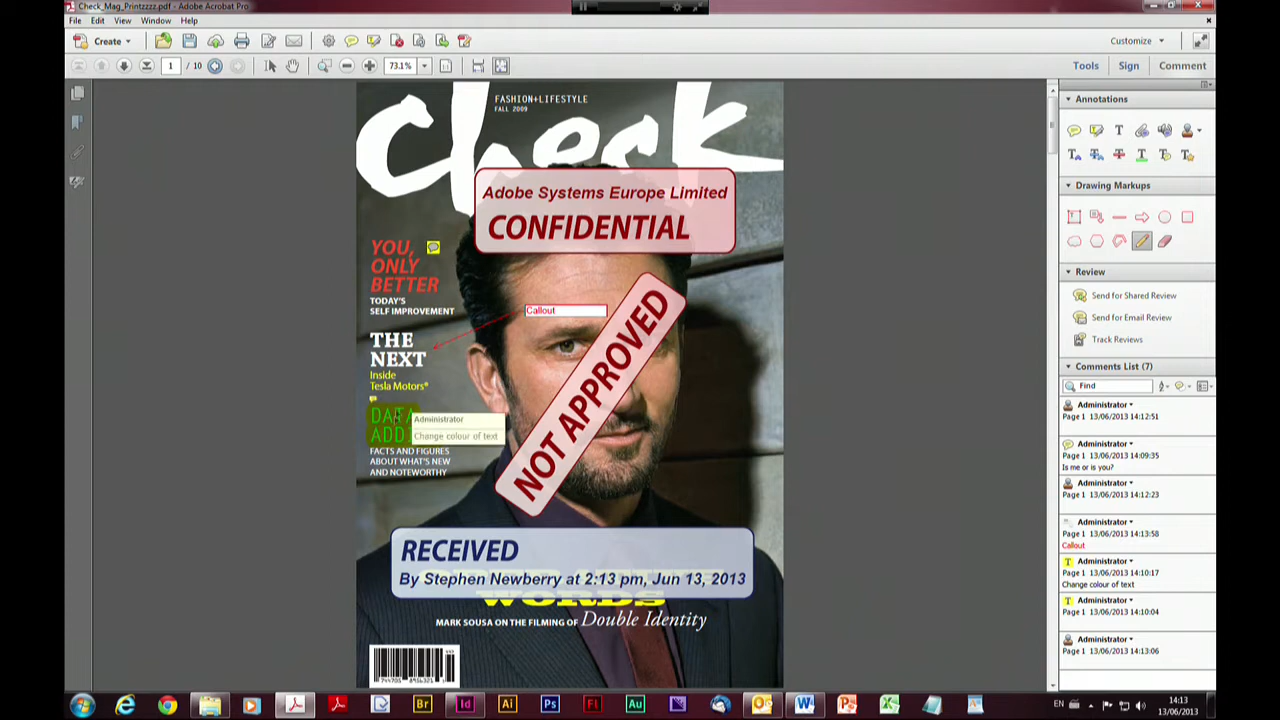 Check_Mag_Printzzzz.pdf - Adobe Acrobat Pro
File Edit View Window Help
Create
Customize
1 / 10
73.1%
Tools Sign Comment
Check
FASHION+LIFESTYLE
FALL 2009
Adobe Systems Europe Limited
CONFIDENTIAL
YOU,
ONLY
BETTER
TODAY'S
SELF IMPROVEMENT
Callout
THE
NEXT
Inside
Tesla Motors*
NOT APPROVED
DATA
ADDI
Administrator
Change colour of text
FACTS AND FIGURES
ABOUT WHAT'S NEW
AND NOTEWORTHY
RECEIVED
By Stephen Newberry at 2:13 pm, Jun 13, 2013
WORDS
MARK SOUSA ON THE FILMING OF Double Identity
Annotations
Drawing Markups
Review
Send for Shared Review
Send for Email Review
Track Reviews
Comments List (7)
Find
Administrator
Page 1 13/06/2013 14:12:51
Administrator
Page 1 13/06/2013 14:09:35
Is me or is you?
Administrator
Page 1 13/06/2013 14:12:23
Administrator
Page 1 13/06/2013 14:13:58
Callout
Administrator
Page 1 13/06/2013 14:10:17
Change colour of text
Administrator
Page 1 13/06/2013 14:10:04
Administrator
Page 1 13/06/2013 14:13:06
Br Id Ai Ps Fl Au
EN
14:13
13/06/2013